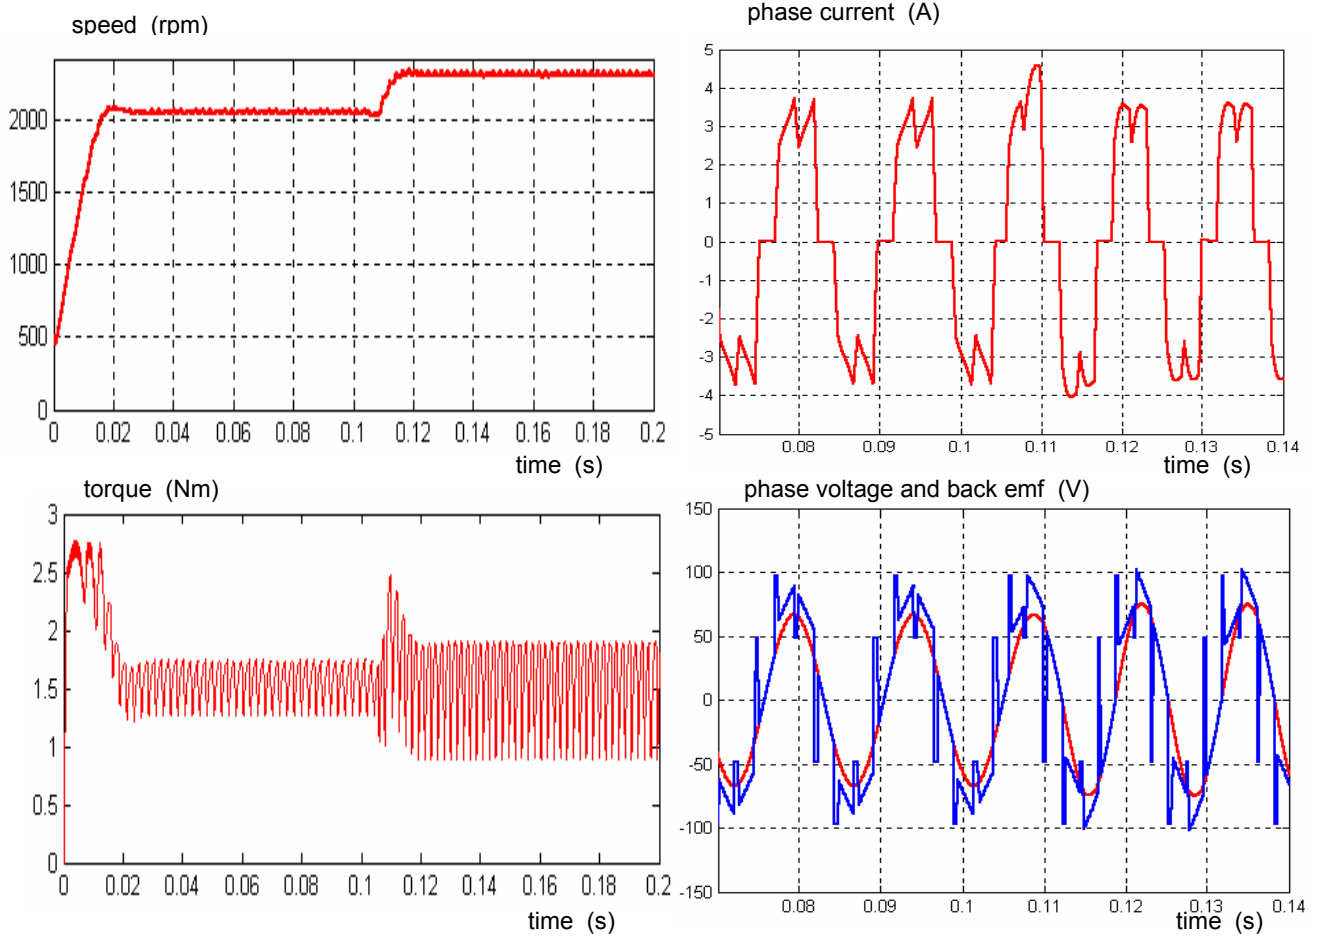 speed (rpm)
2000
1500
1000
500
0
0 0.02 0.04 0.06 0.08 0.1 0.12 0.14 0.16 0.18 0.2
time (s)
phase current (A)
5
4
3
2
1
0
-1
-2
-3
-4
-5
0.08 0.09 0.1 0.11 0.12 0.13 0.14
time (s)
torque (Nm)
3
2.5
2
1.5
1
0.5
0
0 0.02 0.04 0.06 0.08 0.1 0.12 0.14 0.16 0.18 0.2
time (s)
phase voltage and back emf (V)
150
100
50
0
-50
-100
-150
0.08 0.09 0.1 0.11 0.12 0.13 0.14
time (s)